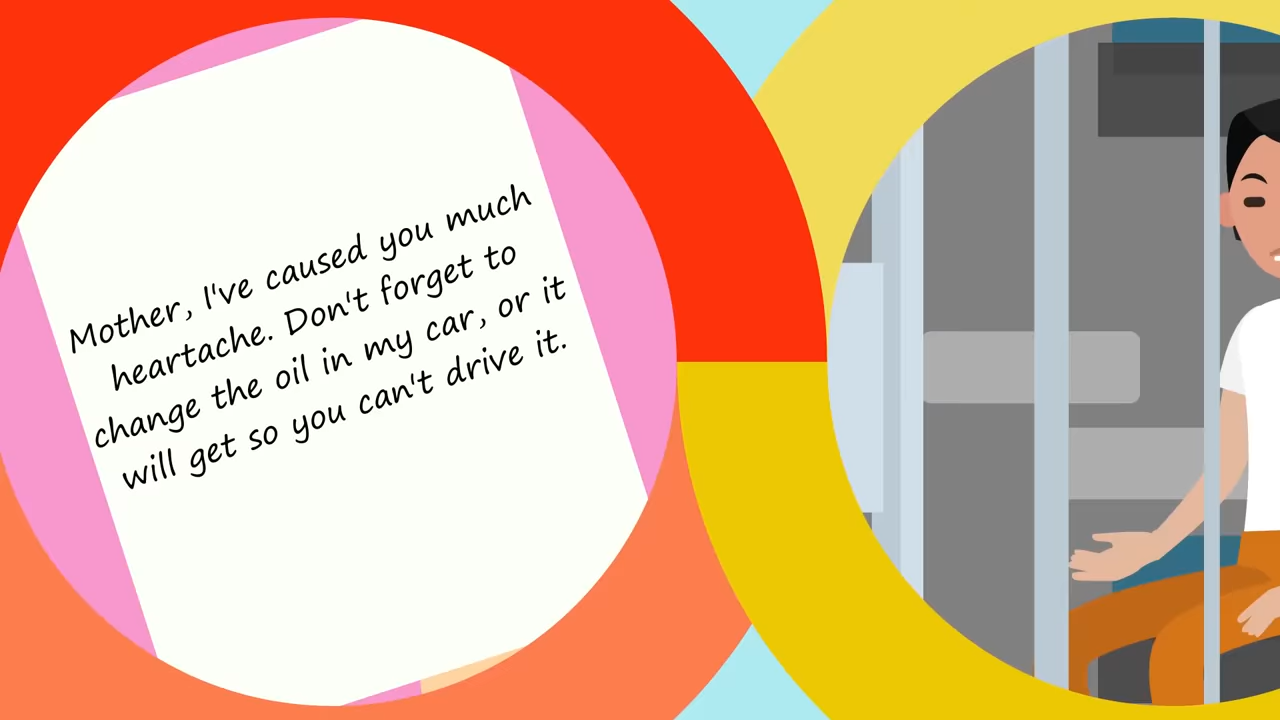 Mother, I've caused you much
heartache. Don't forget to
change the oil in my car, or it
will get so you can't drive it.